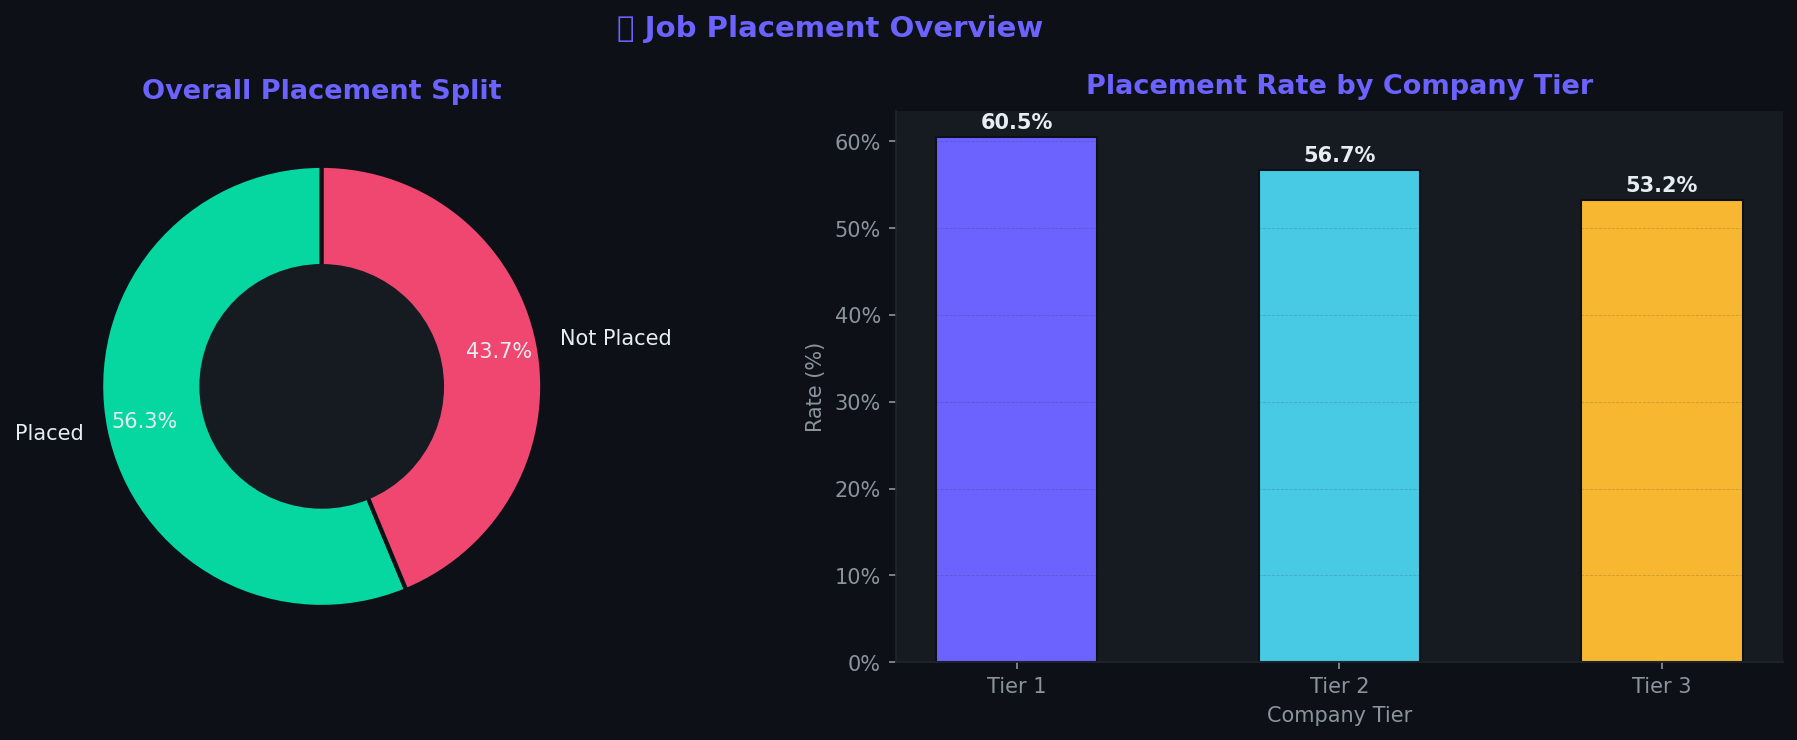 Job Placement Overview
Overall Placement Split
Not Placed
43.7%
56.3%
Placed
Placement Rate by Company Tier
60.5%
56.7%
53.2%
60%
50%
40%
30%
20%
10%
0%
Rate (%)
Tier 1
Tier 2
Tier 3
Company Tier